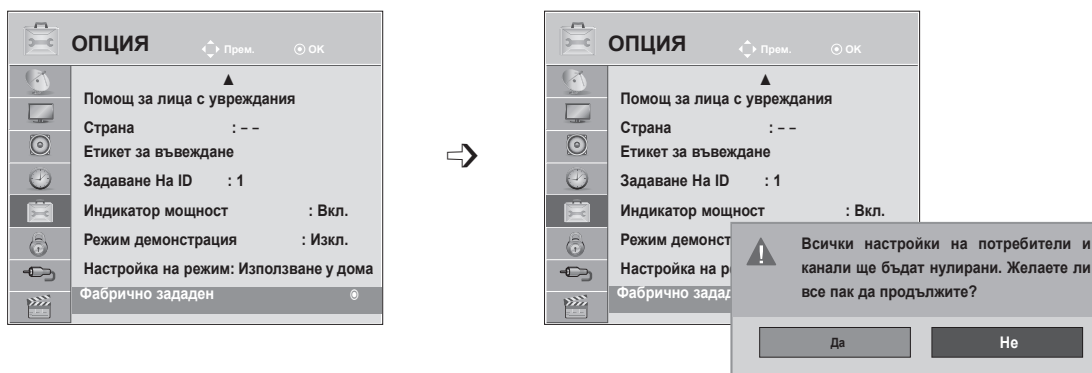 ОПЦИЯ Прем. OK
Помощ за лица с увреждания
Страна : – –
Етикет за въвеждане
Задаване На ID : 1
Индикатор мощност : Вкл.
Режим демонстрация : Изкл.
Настройка на режим: Използване у дома
Фабрично зададен
ОПЦИЯ Прем. OK
Помощ за лица с увреждания
Страна : – –
Етикет за въвеждане
Задаване На ID : 1
Индикатор мощност : Вкл.
Режим демонст
Настройка на р
Фабрично задад
Всички настройки на потребители и
канали ще бъдат нулирани. Желаете ли
все пак да продължите?
Да Не